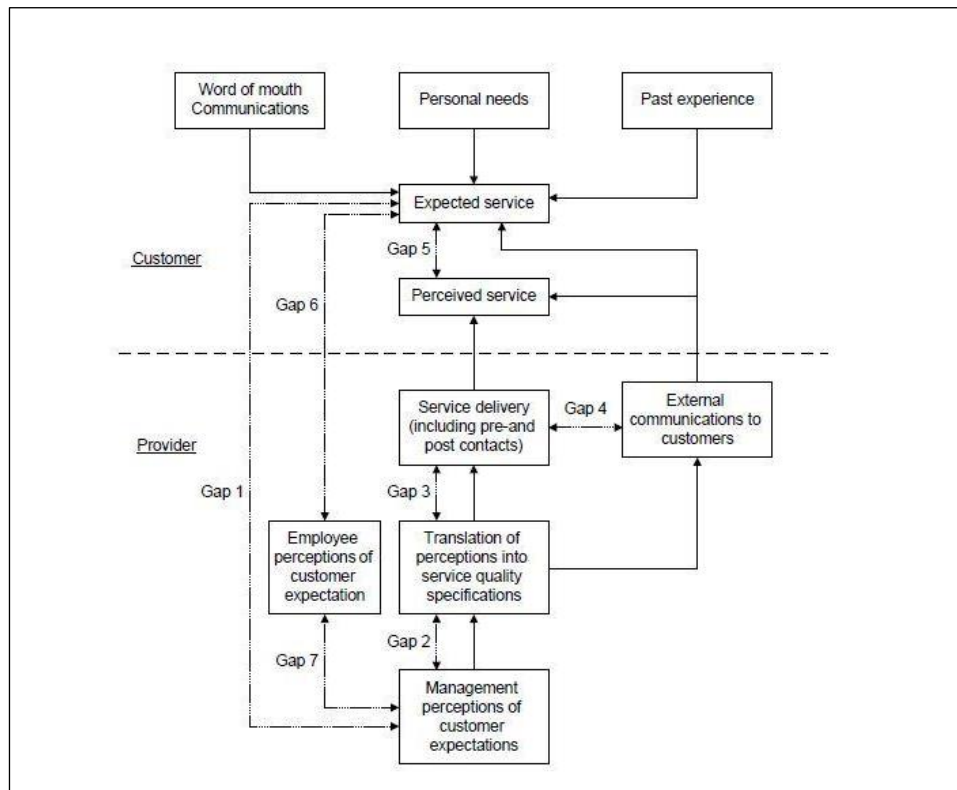 Word of mouth
Communications
Personal needs
Past experience
Expected service
Gap 5
Customer
Perceived service
Gap 6
Service delivery
(including pre-and
post contacts)
Gap 4
External
communications to
customers
Provider
Gap 1
Gap 3
Employee
perceptions of
customer
expectation
Translation of
perceptions into
service quality
specifications
Gap 2
Gap 7
Management
perceptions of
customer
expectations